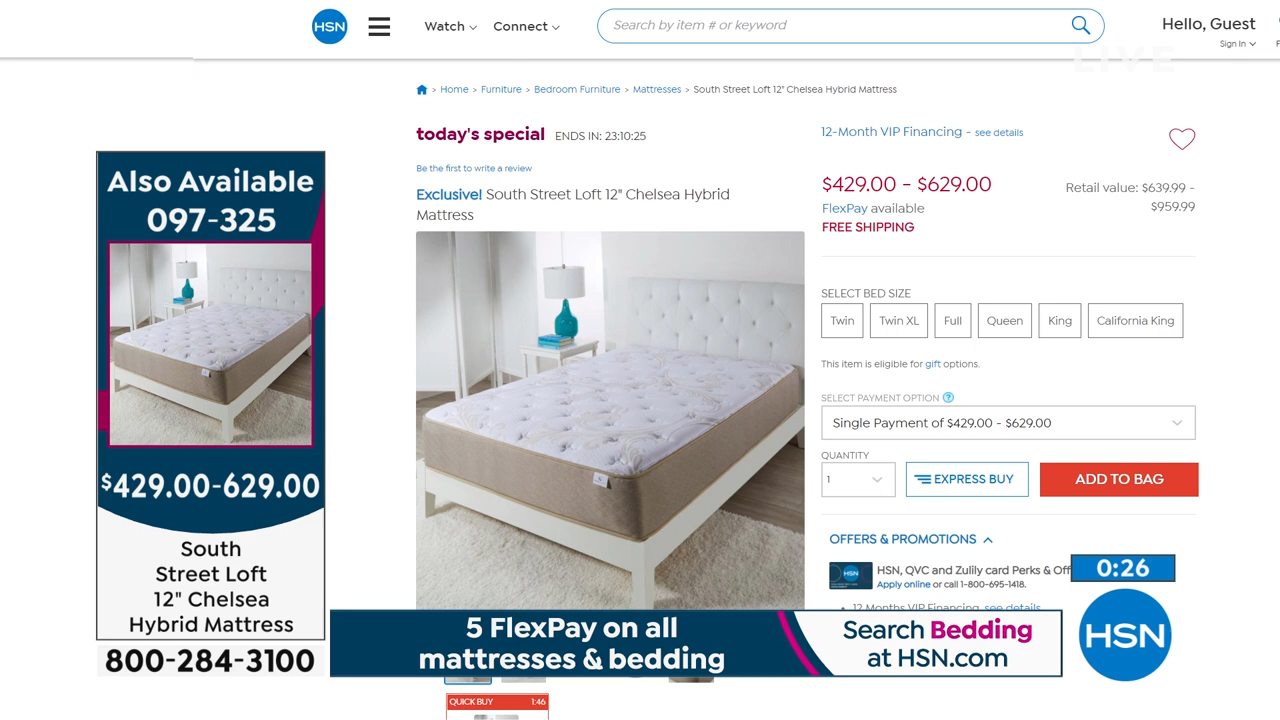 HSN
Watch
Connect
Search by item # or keyword
Hello, Guest
Sign In
F
LIVE
Home > Furniture > Bedroom Furniture > Mattresses > South Street Loft 12" Chelsea Hybrid Mattress
today's special ENDS IN: 23:10:25
Be the first to write a review
Exclusive! South Street Loft 12" Chelsea Hybrid
Mattress
12-Month VIP Financing - see details
$429.00 - $629.00
Retail value: $639.99 -
$959.99
FlexPay available
FREE SHIPPING
SELECT BED SIZE
Twin
Twin XL
Full
Queen
King
California King
This item is eligible for gift options.
SELECT PAYMENT OPTION ?
Single Payment of $429.00 - $629.00
QUANTITY
1
EXPRESS BUY
ADD TO BAG
OFFERS & PROMOTIONS
HSN
HSN, QVC and Zulily card Perks & Off
Apply online or call 1-800-695-1418.
12 Months VIP Financing see details
Also Available
097-325
$429.00-629.00
South
Street Loft
12" Chelsea
Hybrid Mattress
800-284-3100
5 FlexPay on all
mattresses & bedding
Search Bedding
at HSN.com
0:26
HSN
QUICK BUY 1:46